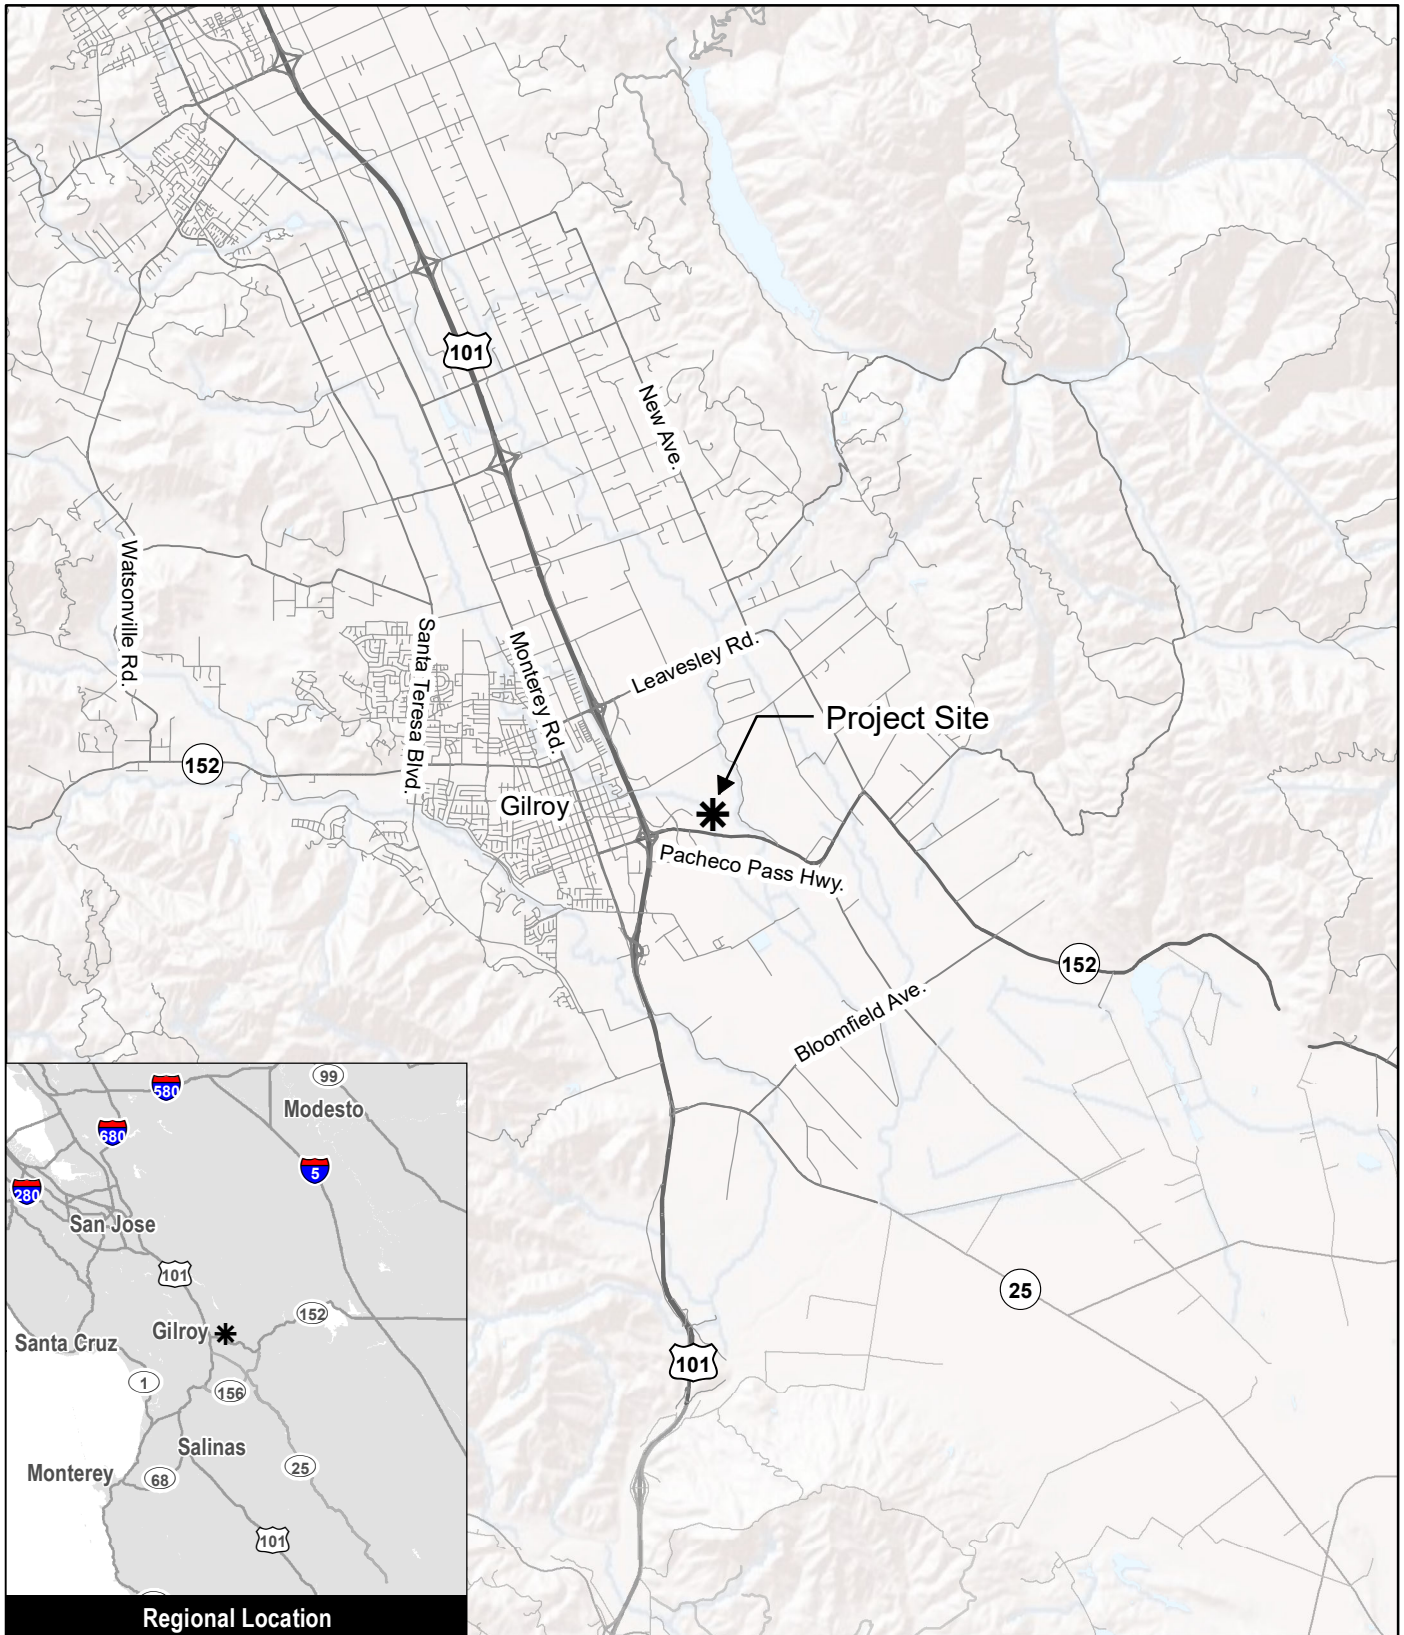 101
New Ave.
Watsonville Rd.
Santa Teresa Blvd.
Monterey Rd.
Leavesley Rd.
Project Site
152
Gilroy
Pacheco Pass Hwy.
152
Bloomfield Ave.
25
101
580
99
Modesto
680
5
280
San Jose
101
152
Gilroy
Santa Cruz
1
156
Salinas
25
Monterey
68
101
Regional Location